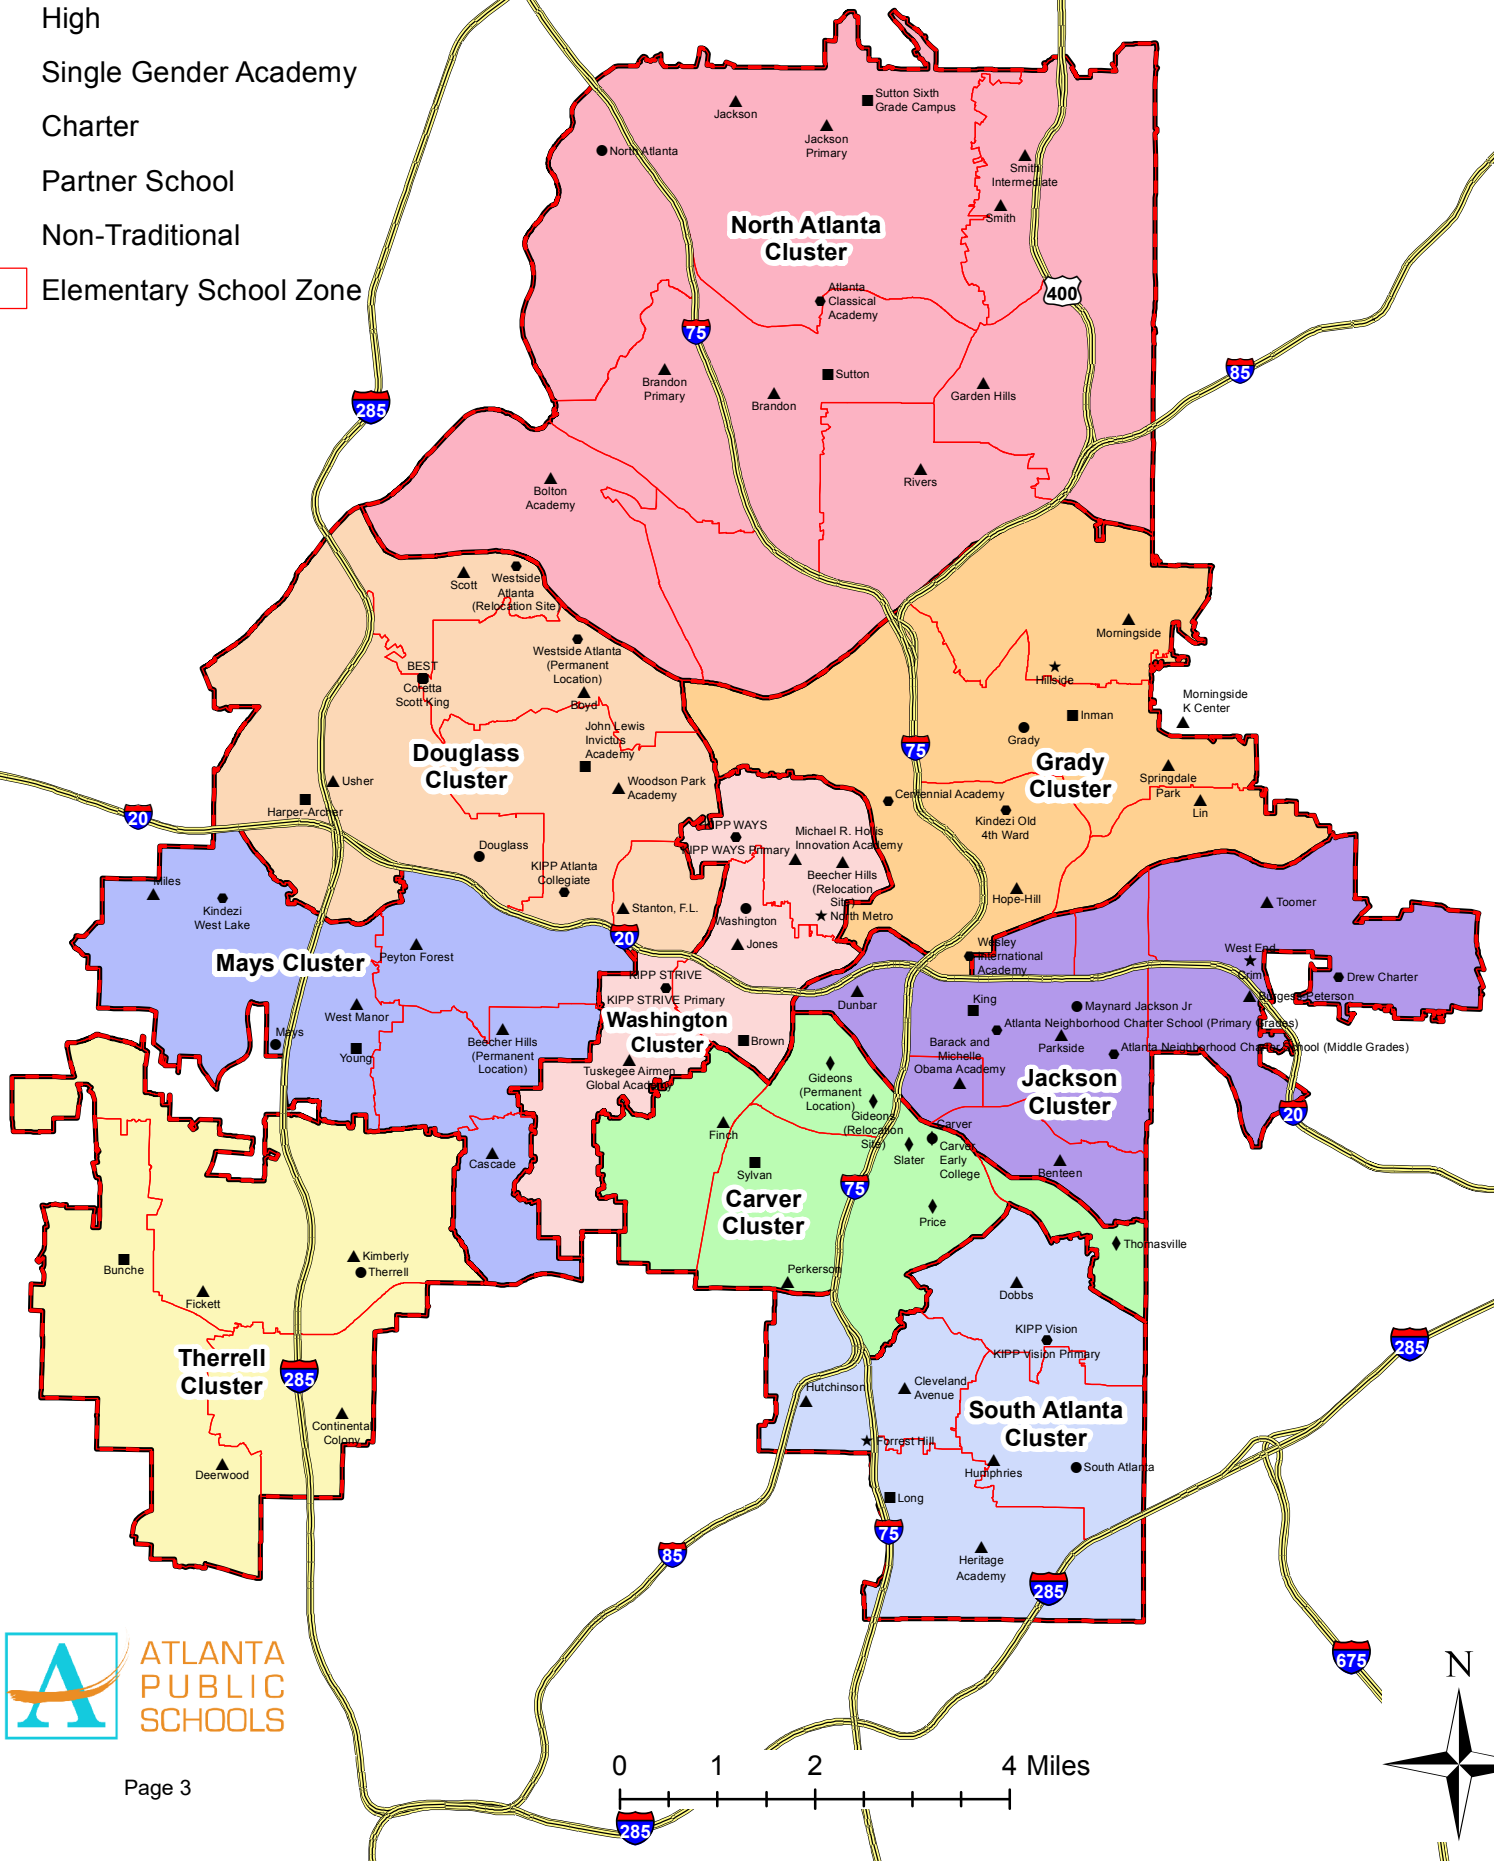 High
Single Gender Academy
Charter
Partner School
Non-Traditional
Elementary School Zone
Jackson
Sutton Sixth
Grade Campus
Jackson
Primary
North Atlanta
Smith
Intermediate
Smith
North Atlanta
Cluster
400
Atlanta
Classical
Academy
75
85
285
Brandon
Primary
Sutton
Brandon
Garden Hills
Rivers
Bolton
Academy
Scott
Westside
Atlanta
(Relocation Site)
Westside Atlanta
(Permanent
Location)
BEST
Coretta
Scott King
Boyd
John Lewis
Invictus
Academy
Douglass
Cluster
Woodson Park
Academy
Usher
Harper-Archer
20
Douglass
KIPP Atlanta
Collegiate
Stanton, F.L.
20
Morningside
Hillside
Morningside
K Center
Inman
Grady
75
Grady
Cluster
Springdale
Park
Lin
Centennial Academy
Kindezi Old
4th Ward
Hope-Hill
KIPP WAYS
KIPP WAYS Primary
Michael R. Hollis
Innovation Academy
Beecher Hills
(Relocation
Site)
North Metro
Washington
Jones
Miles
Kindezi
West Lake
Mays Cluster
Peyton Forest
West Manor
Mays
Young
Beecher Hills
(Permanent
Location)
Cascade
KIPP STRIVE
KIPP STRIVE Primary
Washington
Cluster
Brown
Tuskegee Airmen
Global Academy
Toomer
West End
Crim
Drew Charter
Burgess-Peterson
Wesley
International
Academy
Dunbar
King
Maynard Jackson Jr
Atlanta Neighborhood Charter School (Primary Grades)
Parkside
Atlanta Neighborhood Charter School (Middle Grades)
Barack and
Michelle
Obama Academy
Jackson
Cluster
20
Benteen
Gideons
(Permanent
Location)
Gideons
(Relocation
Site)
Finch
Sylvan
Slater
Carver
Carver
Early
College
75
Carver
Cluster
Price
Perkerson
Thomasville
Bunche
Kimberly
Therrell
Fickett
Therrell
Cluster
285
Continental
Colony
Deerwood
Dobbs
KIPP Vision
KIPP Vision Primary
Hutchinson
Cleveland
Avenue
South Atlanta
Cluster
Forrest Hill
Humphries
South Atlanta
Long
75
Heritage
Academy
285
285
85
675
N
ATLANTA
PUBLIC
SCHOOLS
A
Page 3
0 1 2 4 Miles
285